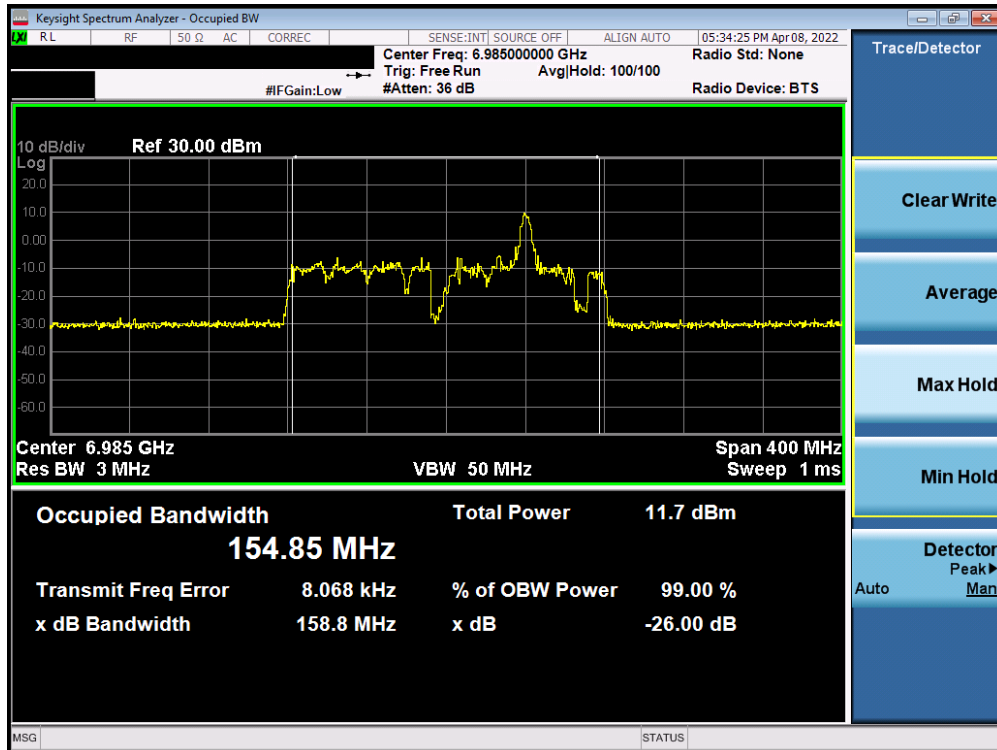 Keysight Spectrum Analyzer - Occupied BW
LXI RL RF 50 Ω AC CORREC SENSE:INT SOURCE OFF ALIGN AUTO 05:34:25 PM Apr 08, 2022
Center Freq: 6.985000000 GHz Radio Std: None
Trig: Free Run Avg|Hold: 100/100
#IFGain:Low #Atten: 36 dB Radio Device: BTS
10 dB/div Ref 30.00 dBm
Log
20.0
10.0
0.00
-10.0
-20.0
-30.0
-40.0
-50.0
-60.0
Center 6.985 GHz Span 400 MHz
Res BW 3 MHz VBW 50 MHz Sweep 1 ms
Occupied Bandwidth Total Power 11.7 dBm
154.85 MHz
Transmit Freq Error 8.068 kHz % of OBW Power 99.00 %
x dB Bandwidth 158.8 MHz x dB -26.00 dB
MSG STATUS
Trace/Detector
Clear Write
Average
Max Hold
Min Hold
Detector
Peak▶
Auto Man